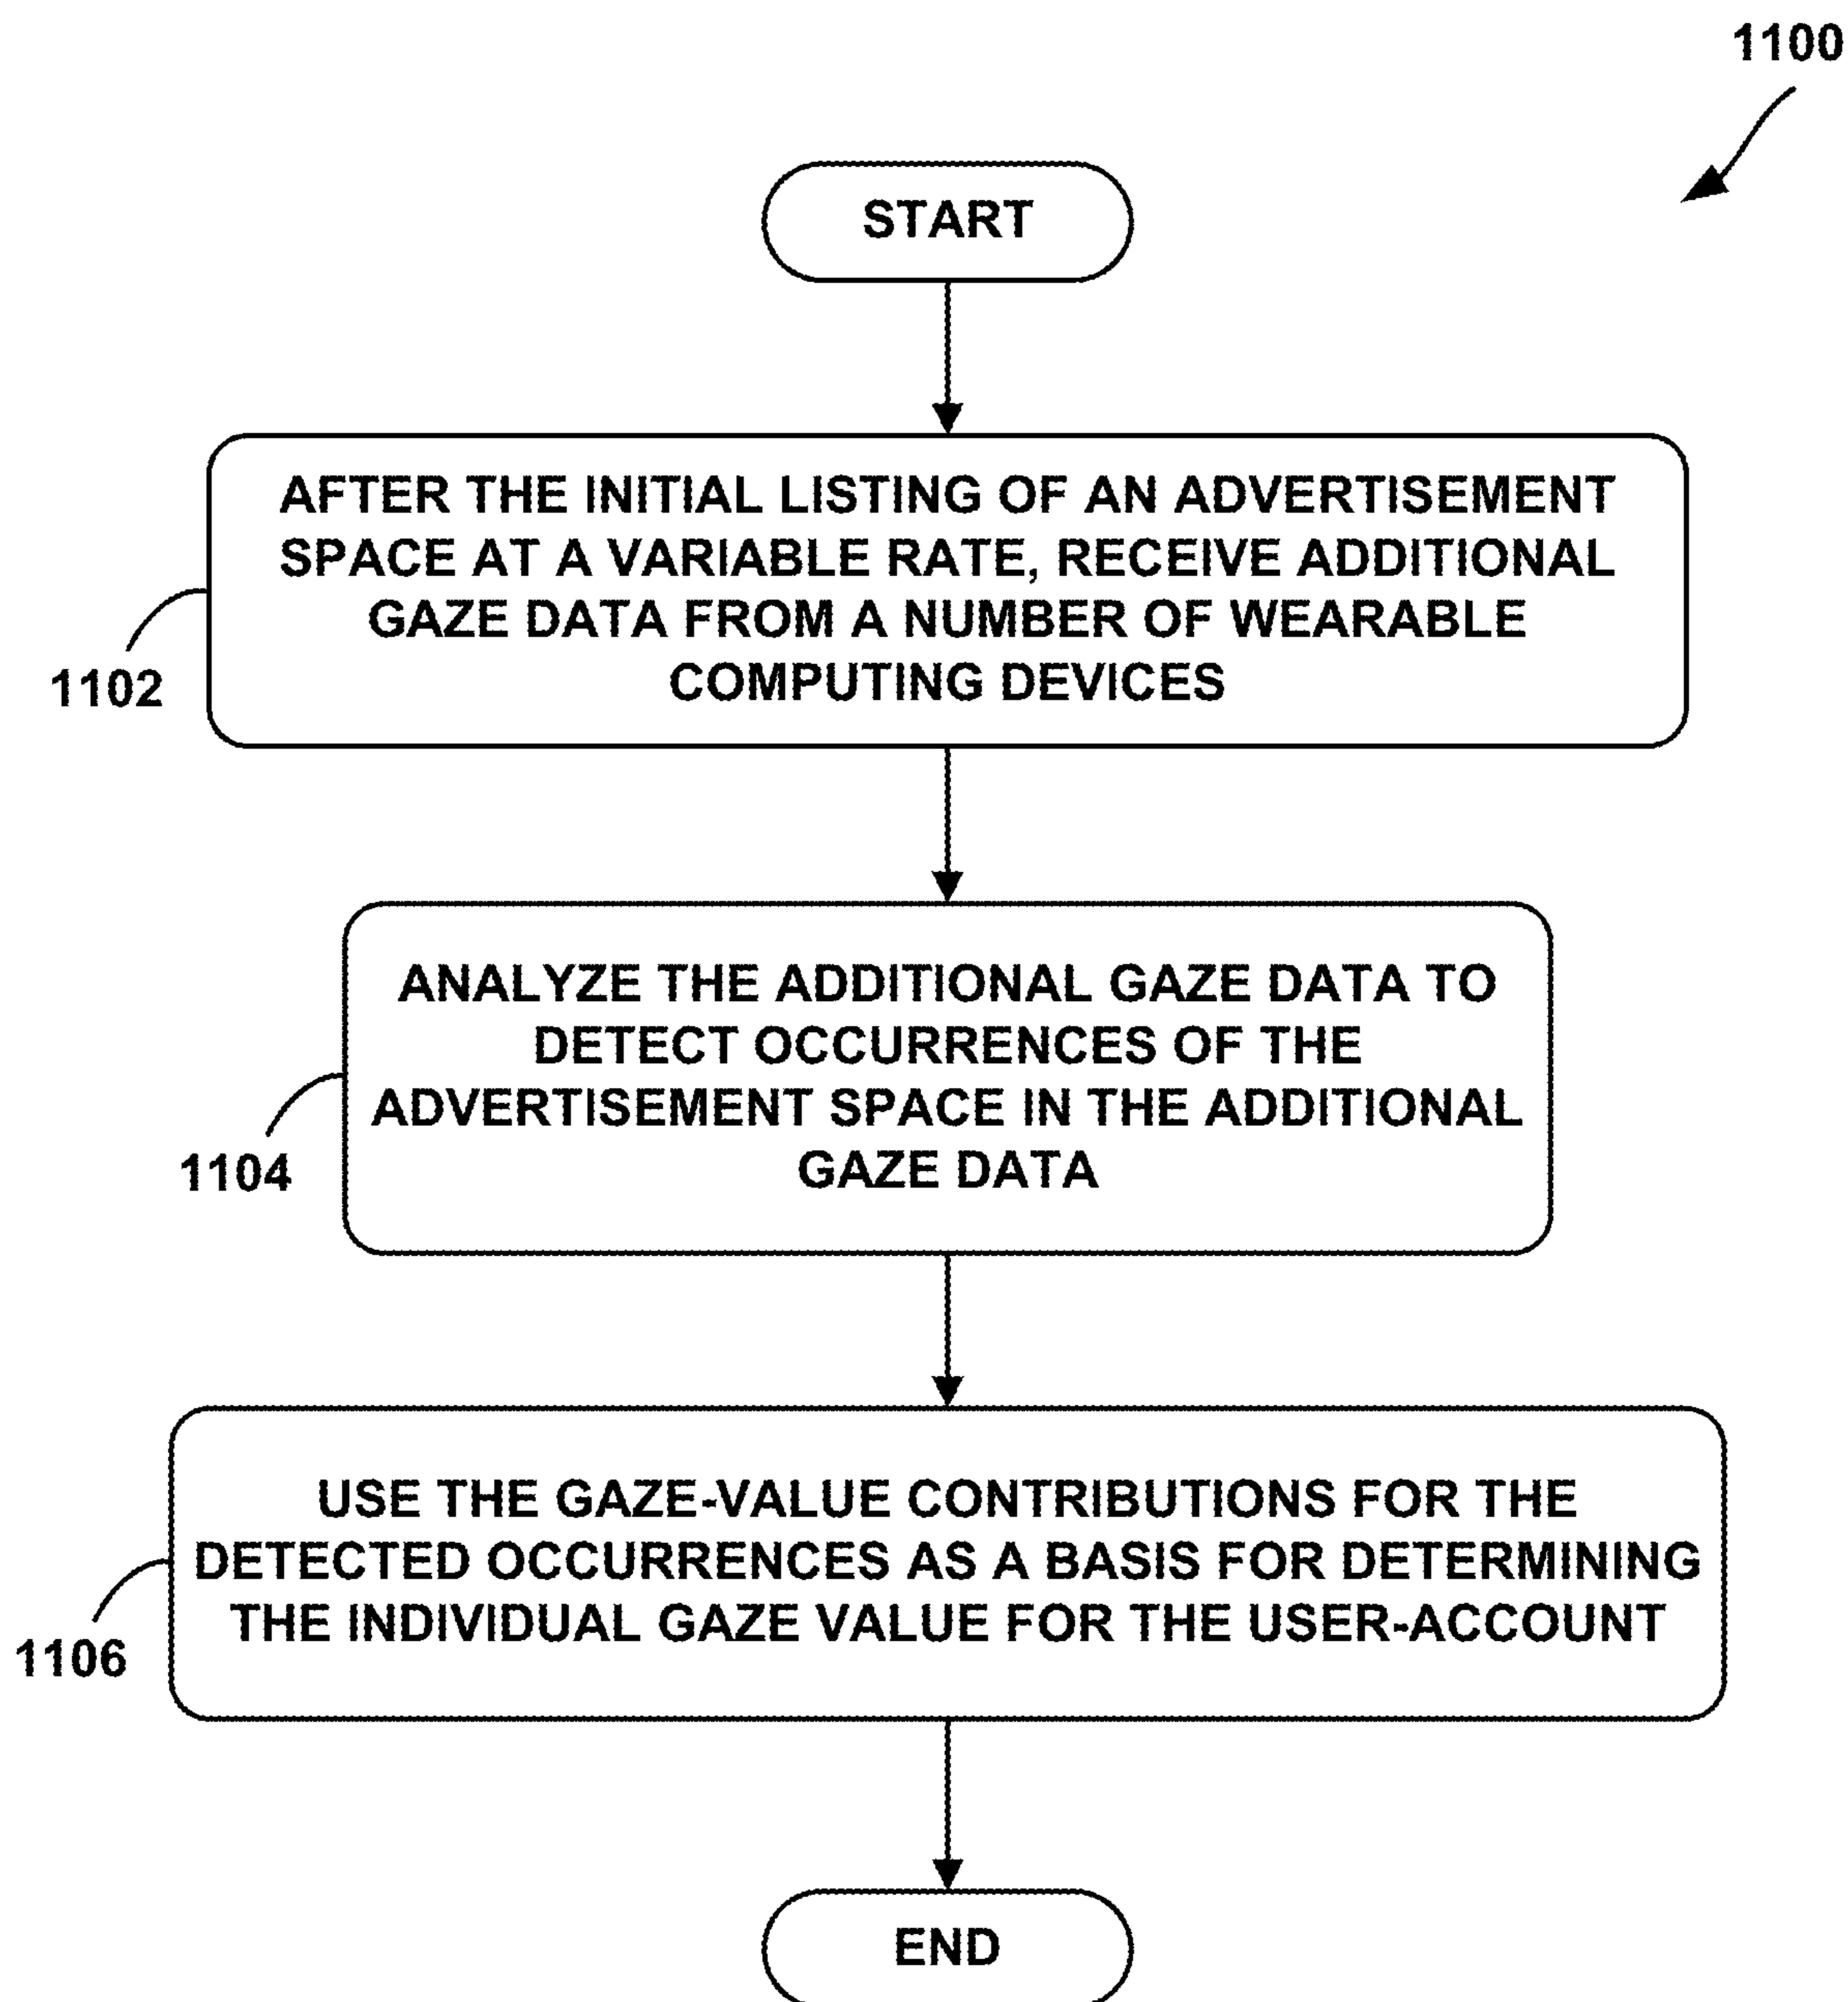 1100
START
AFTER THE INITIAL LISTING OF AN ADVERTISEMENT
SPACE AT A VARIABLE RATE, RECEIVE ADDITIONAL
GAZE DATA FROM A NUMBER OF WEARABLE
COMPUTING DEVICES
1102
ANALYZE THE ADDITIONAL GAZE DATA TO
DETECT OCCURRENCES OF THE
ADVERTISEMENT SPACE IN THE ADDITIONAL
GAZE DATA
1104
USE THE GAZE-VALUE CONTRIBUTIONS FOR THE
DETECTED OCCURRENCES AS A BASIS FOR DETERMINING
THE INDIVIDUAL GAZE VALUE FOR THE USER-ACCOUNT
1106
END